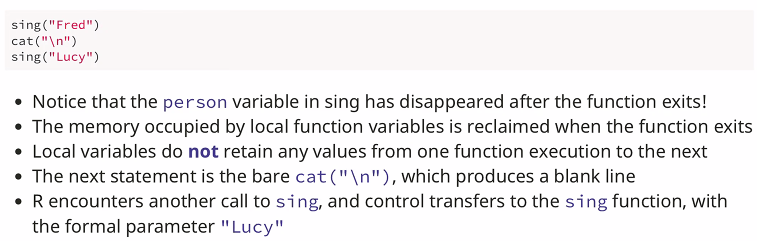 sing("Fred")
cat("\n")
sing("Lucy")
• Notice that the person variable in sing has disappeared after the function exits!
• The memory occupied by local function variables is reclaimed when the function exits
• Local variables do not retain any values from one function execution to the next
• The next statement is the bare cat("\n"), which produces a blank line
• R encounters another call to sing, and control transfers to the sing function, with
the formal parameter "Lucy"